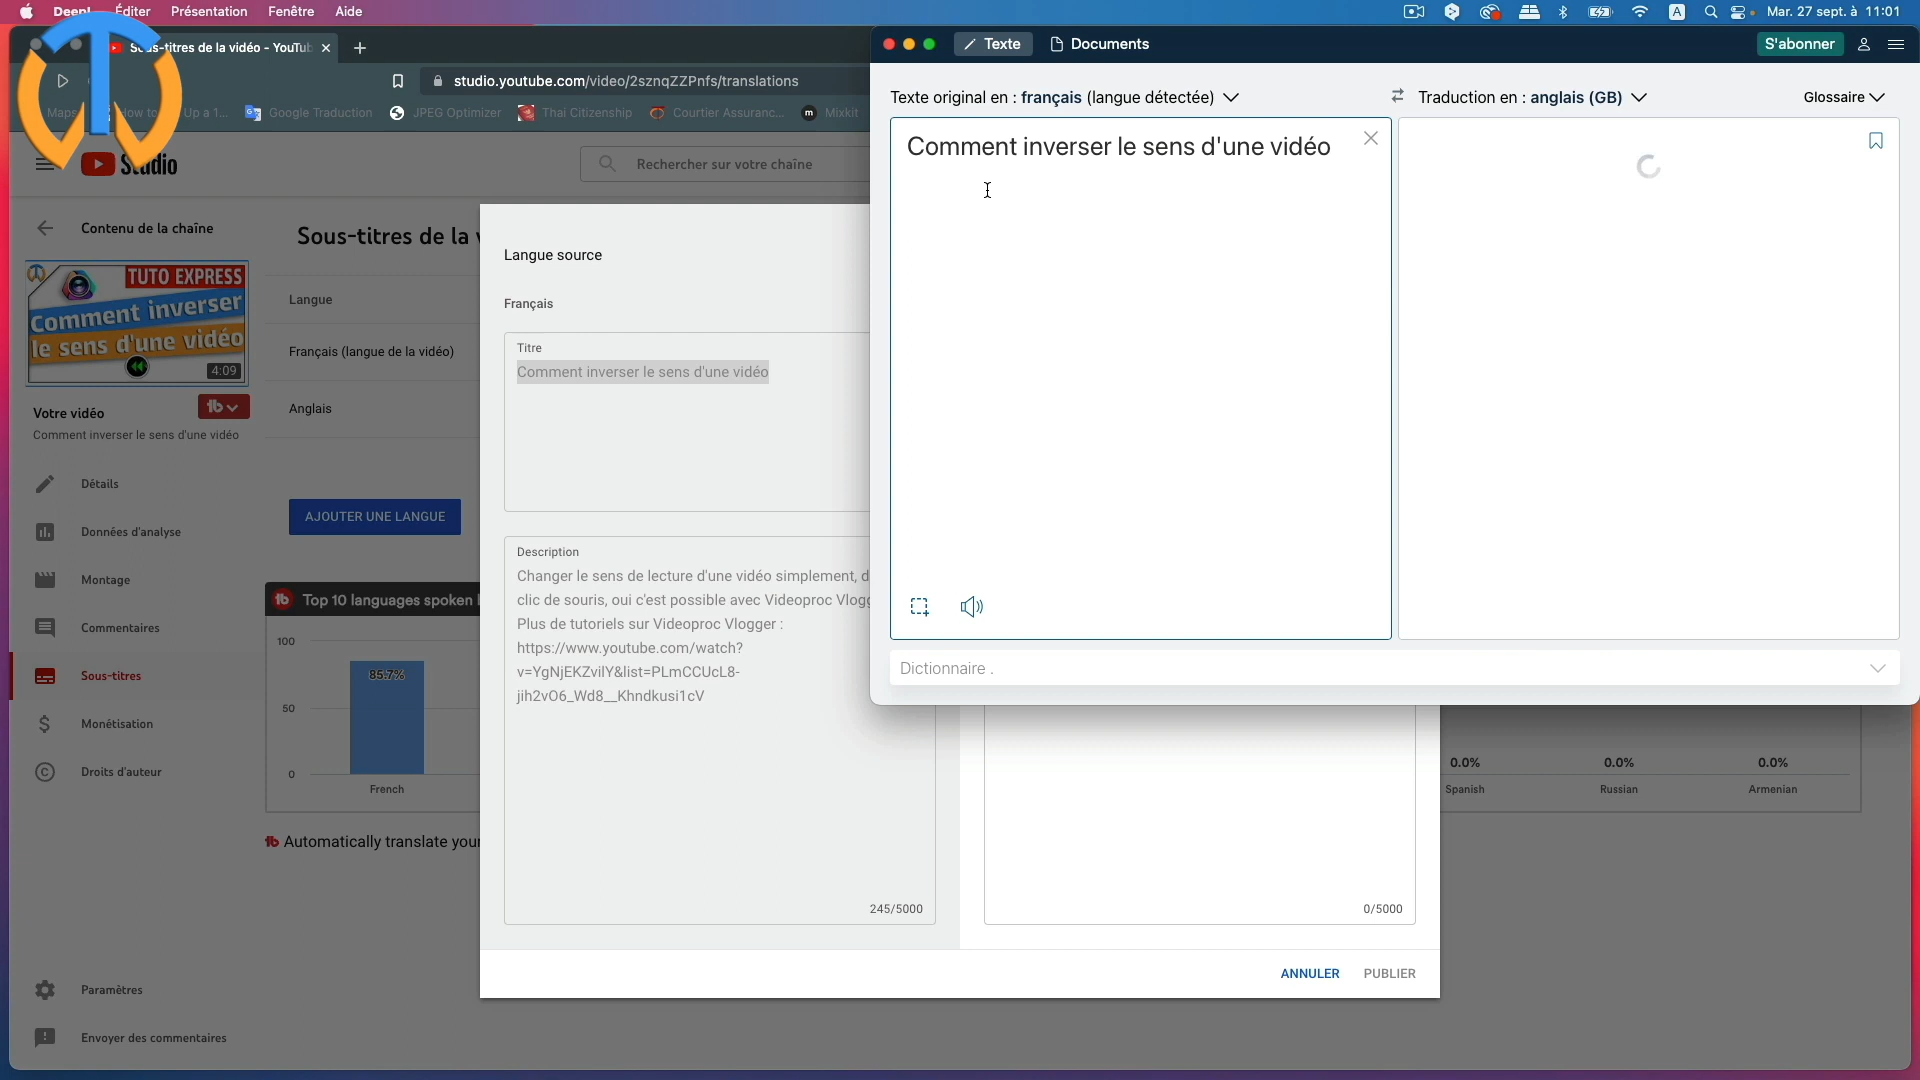 DeepL Éditer Présentation Fenêtre Aide
Mar. 27 sept. à 11:01
Sous-titres de la vidéo - YouTub
studio.youtube.com/video/2sznqZZPnfs/translations
Maps
How to
Up a 1...
Google Traduction
JPEG Optimizer
Thai Citizenship
Courtier Assuranc...
Mixkit
Studio
Rechercher sur votre chaîne
Contenu de la chaîne
TUTO EXPRESS
Comment inverser
le sens d'une vidéo
4:09
Votre vidéo
Comment inverser le sens d'une vidéo
Détails
Données d'analyse
Montage
Commentaires
Sous-titres
Monétisation
Droits d'auteur
Paramètres
Envoyer des commentaires
Sous-titres de la
Langue
Français (langue de la vidéo)
Anglais
AJOUTER UNE LANGUE
Top 10 languages spoken
100
50
0
85.7%
French
0.0%
Spanish
0.0%
Russian
0.0%
Armenian
Automatically translate your
Langue source
Français
Titre
Comment inverser le sens d'une vidéo
Description
Changer le sens de lecture d'une vidéo simplement, d
clic de souris, oui c'est possible avec Videoproc Vlogg
Plus de tutoriels sur Videoproc Vlogger :
https://www.youtube.com/watch?
v=YgNjEKZvilY&list=PLmCCUcL8-
jih2vO6_Wd8__Khndkusi1cV
245/5000
0/5000
ANNULER
PUBLIER
Texte
Documents
S'abonner
Texte original en : français (langue détectée)
Traduction en : anglais (GB)
Glossaire
Comment inverser le sens d'une vidéo
Dictionnaire .